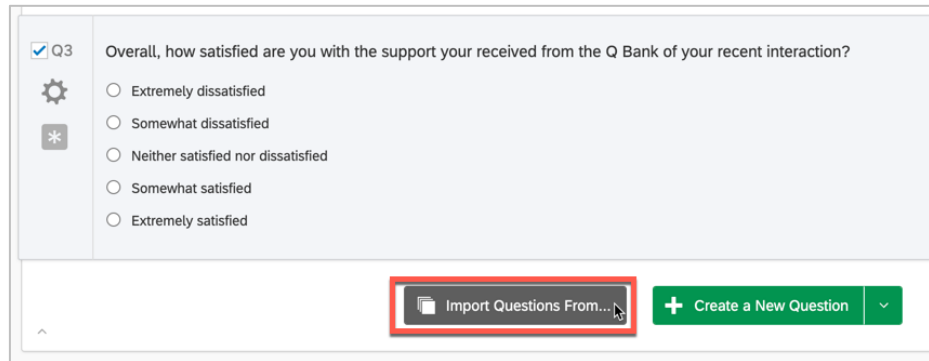 Q3
Overall, how satisfied are you with the support your received from the Q Bank of your recent interaction?
Extremely dissatisfied
Somewhat dissatisfied
Neither satisfied nor dissatisfied
Somewhat satisfied
Extremely satisfied
Import Questions From...
Create a New Question